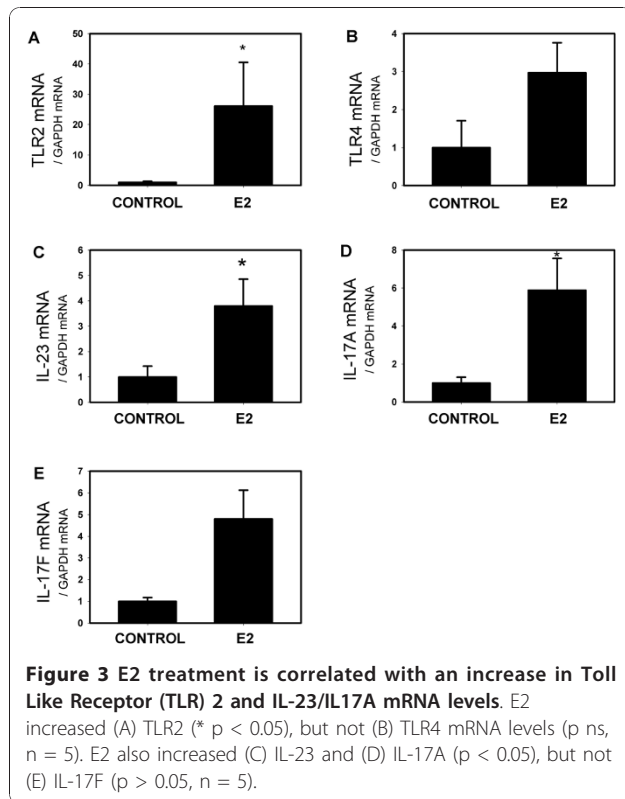 A
TLR2 mRNA
/ GAPDH mRNA
50
40
30
20
10
0
*
CONTROL E2
B
TLR4 mRNA
/ GAPDH mRNA
4
3
2
1
0
CONTROL E2
C
IL-23 mRNA
/ GAPDH mRNA
6
5
4
3
2
1
0
*
CONTROL E2
D
IL-17A mRNA
/ GAPDH mRNA
8
6
4
2
0
*
CONTROL E2
E
IL-17F mRNA
/ GAPDH mRNA
7
6
5
4
3
2
1
0
CONTROL E2
Figure 3 E2 treatment is correlated with an increase in Toll
Like Receptor (TLR) 2 and IL-23/IL17A mRNA levels. E2
increased (A) TLR2 (* p < 0.05), but not (B) TLR4 mRNA levels (p ns,
n = 5). E2 also increased (C) IL-23 and (D) IL-17A (p < 0.05), but not
(E) IL-17F (p > 0.05, n = 5).